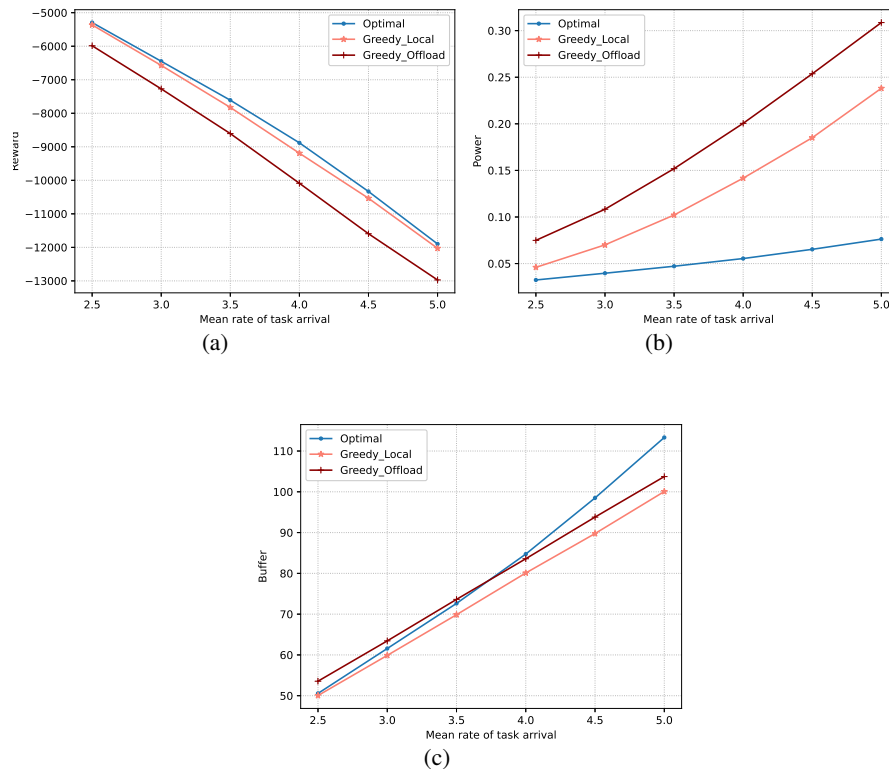 −5000
−6000
−7000
−8000
−9000
−10000
−11000
−12000
−13000
Reward
Optimal
Greedy_Local
Greedy_Offload
2.5 3.0 3.5 4.0 4.5 5.0
Mean rate of task arrival
(a)
0.30
0.25
0.20
0.15
0.10
0.05
Power
Optimal
Greedy_Local
Greedy_Offload
2.5 3.0 3.5 4.0 4.5 5.0
Mean rate of task arrival
(b)
110
100
90
80
70
60
50
Buffer
Optimal
Greedy_Local
Greedy_Offload
2.5 3.0 3.5 4.0 4.5 5.0
Mean rate of task arrival
(c)